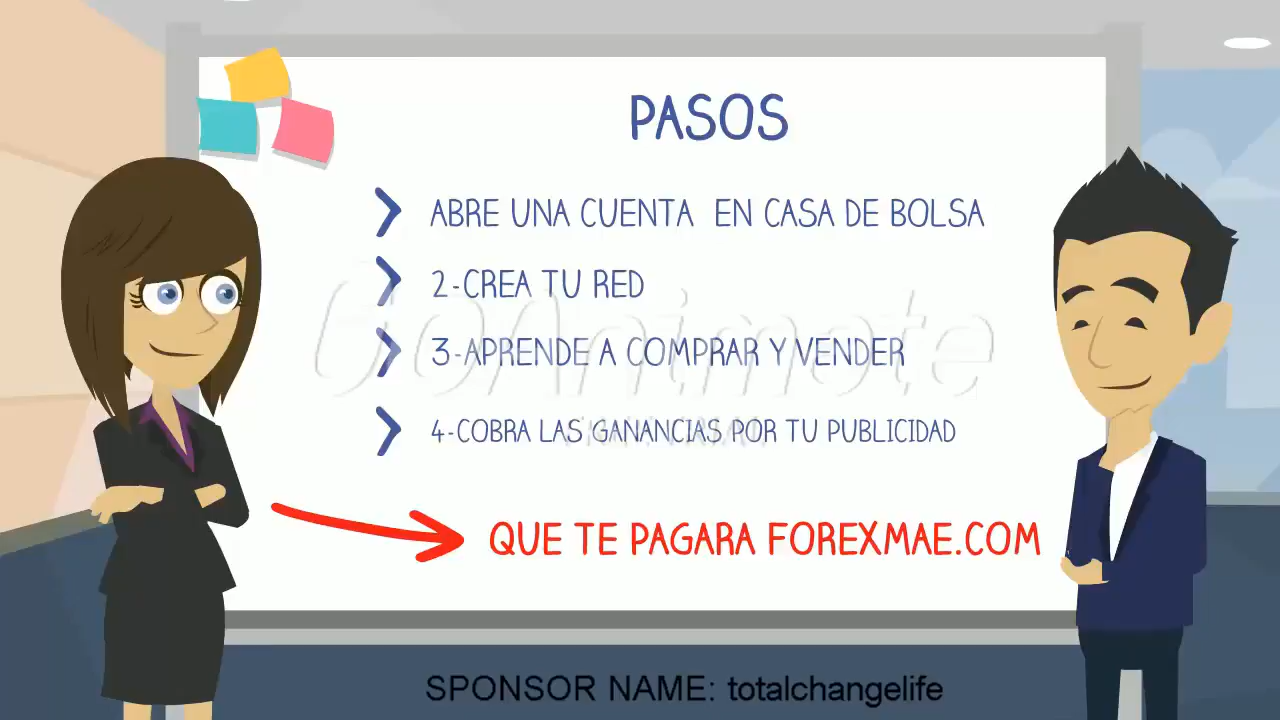 PASOS
ABRE UNA CUENTA EN CASA DE BOLSA
2-CREA TU RED
3-APRENDE A COMPRAR Y VENDER
GoAnimate
4-COBRA LAS GANANCIAS POR TU PUBLICIDAD
QUE TE PAGARA FOREXMAE.COM
SPONSOR NAME: totalchangelife